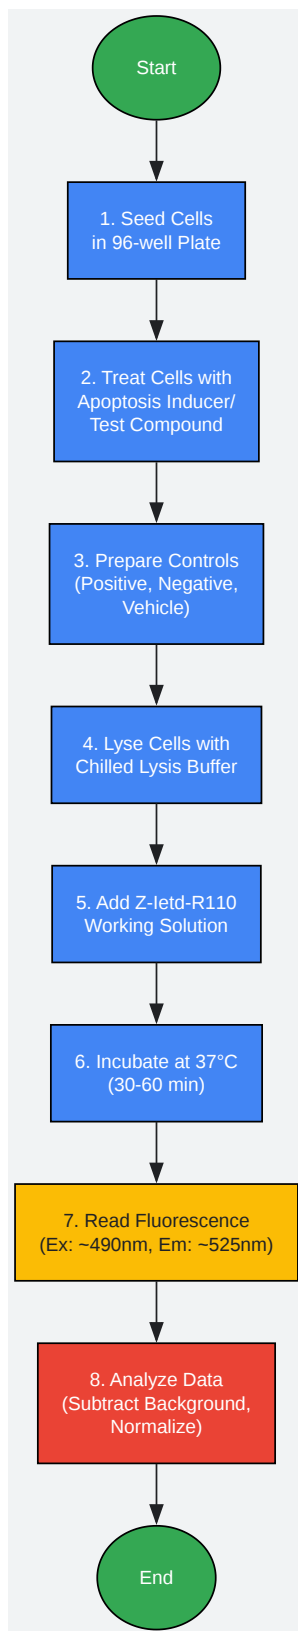 Start
1. Seed Cells
in 96-well Plate
2. Treat Cells with
Apoptosis Inducer/
Test Compound
3. Prepare Controls
(Positive, Negative,
Vehicle)
4. Lyse Cells with
Chilled Lysis Buffer
5. Add Z-Ietd-R110
Working Solution
6. Incubate at 37°C
(30-60 min)
7. Read Fluorescence
(Ex: ~490nm, Em: ~525nm)
8. Analyze Data
(Subtract Background,
Normalize)
End